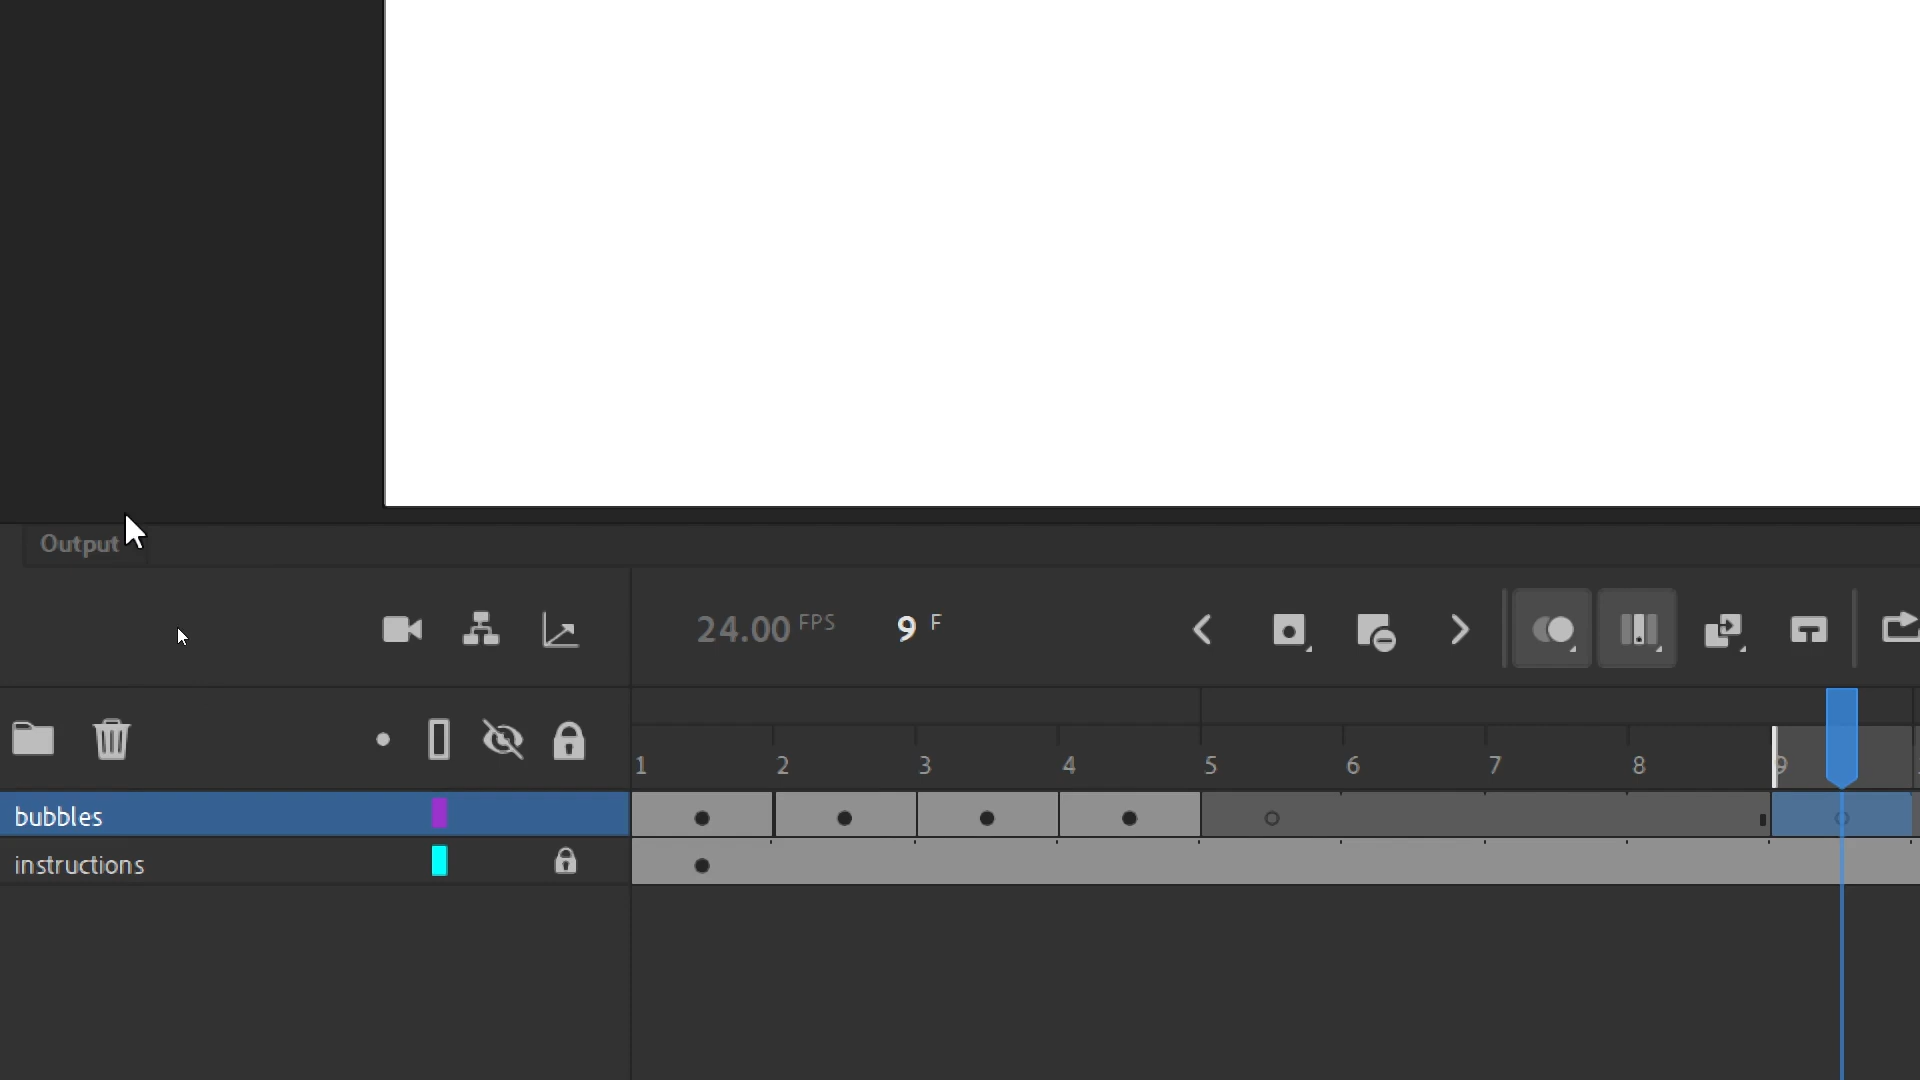 Output
24.00 FPS 9 F
1 2 3 4 5 6 7 8 9
bubbles
instructions